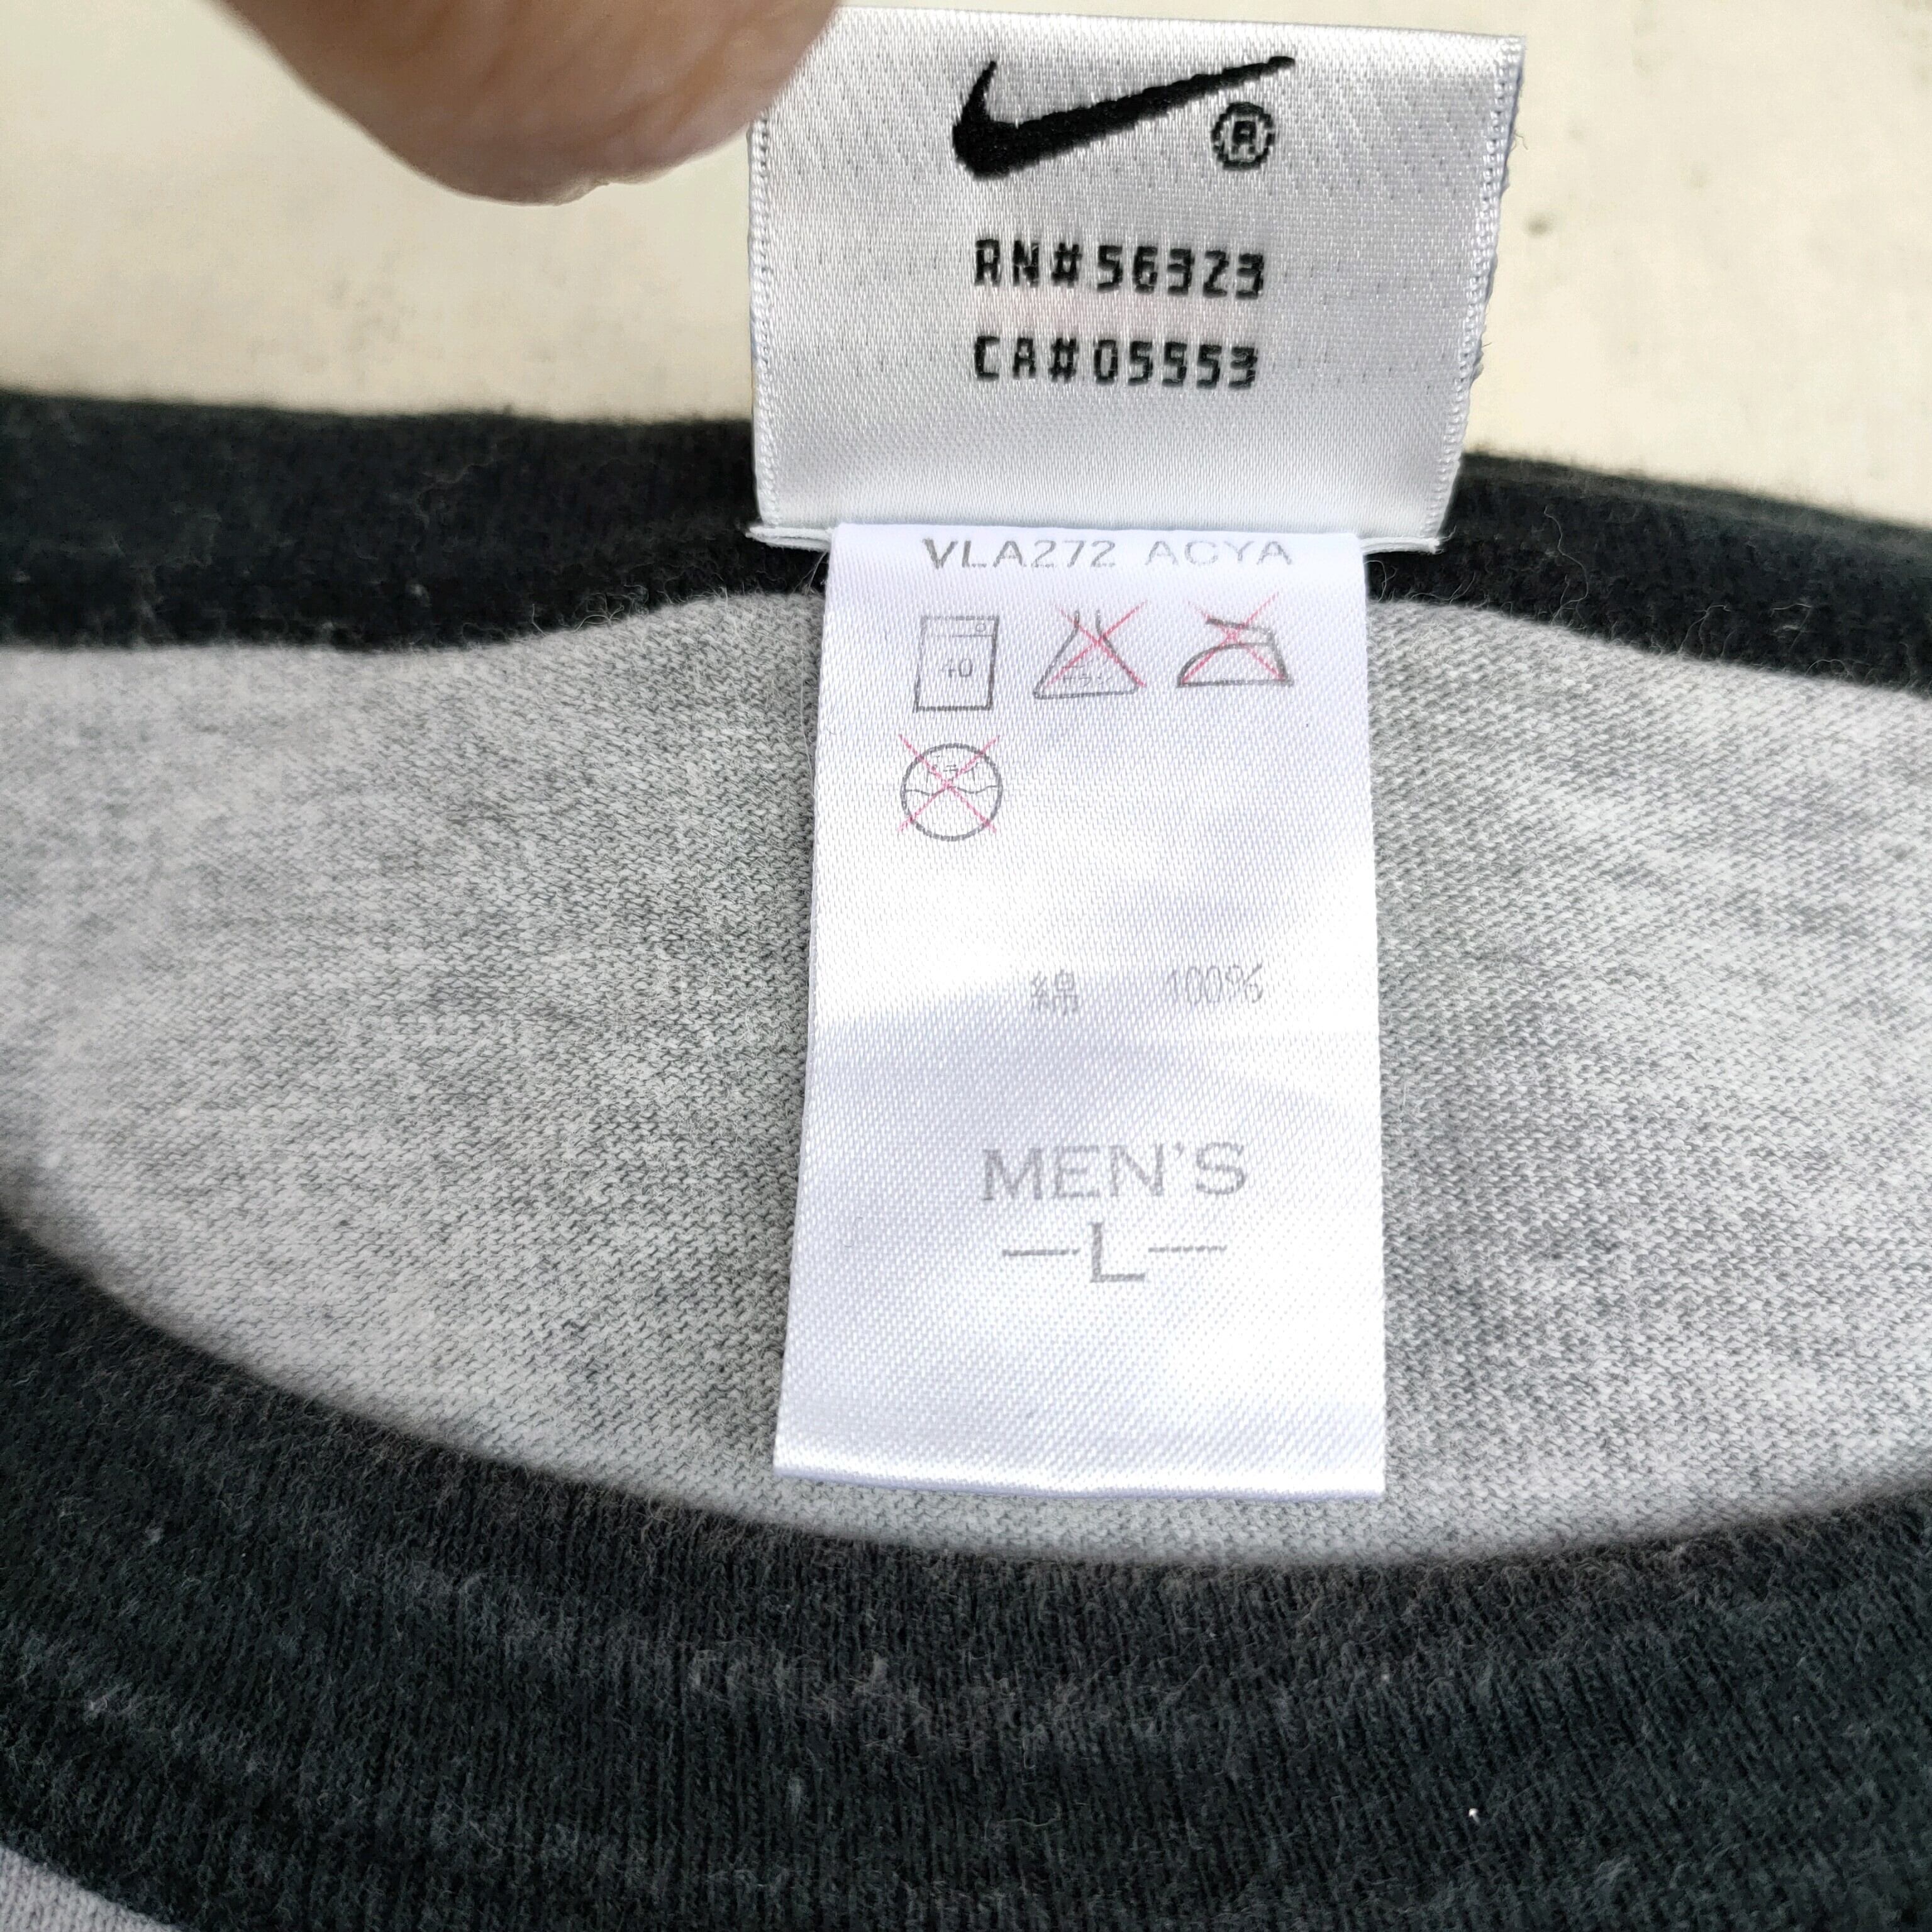 ®
RN#56323
CA#05553
VLA272 ACYA
40
綿 100%
MEN'S
—L—